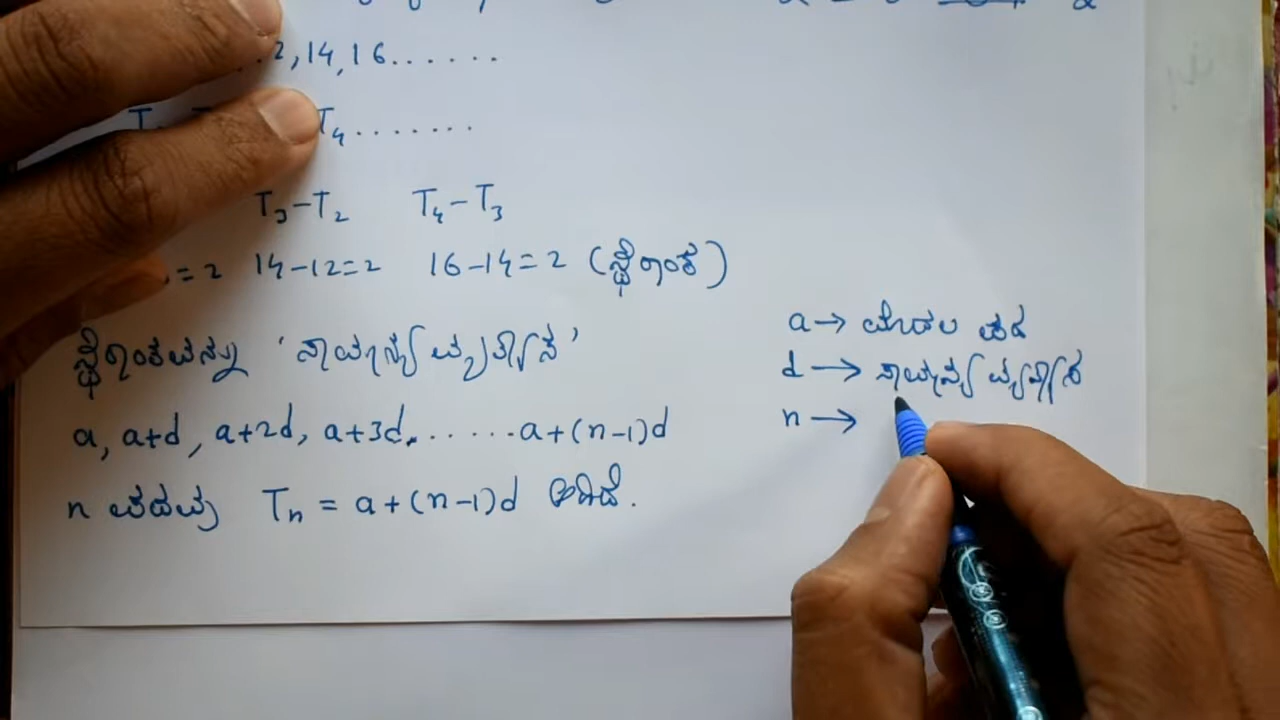 2, 14, 16......
T₄.......
T₃-T₂ T₄-T₃
=2 14-12=2 16-14=2 (ಸ್ಥಿರಾಂಕ)
ಸ್ಥಿರಾಂಕವನ್ನು 'ಸಾಮಾನ್ಯ ವ್ಯತ್ಯಾಸ'
a → ಮೊದಲ ಪದ
d → ಸಾಮಾನ್ಯ ವ್ಯತ್ಯಾಸ
a, a+d, a+2d, a+3d.......a+(n-1)d
n →
n ಪದವು Tₙ = a+(n-1)d ಆಗಿದೆ.